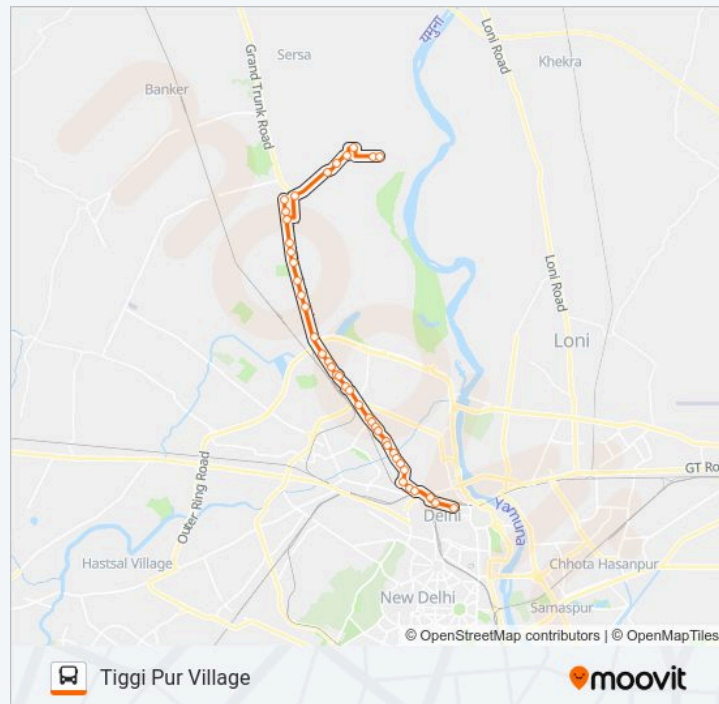 यमुना
Sersa
Loni Road
Khekra
Grand Trunk Road
Banker
Loni Road
Loni
Outer Ring Road
GT Ro
Delhi
Yamuna
Hastsal Village
Chhota Hasanpur
New Delhi
Samaspur
© OpenStreetMap contributors | © OpenMapTiles
Tiggi Pur Village
moovit